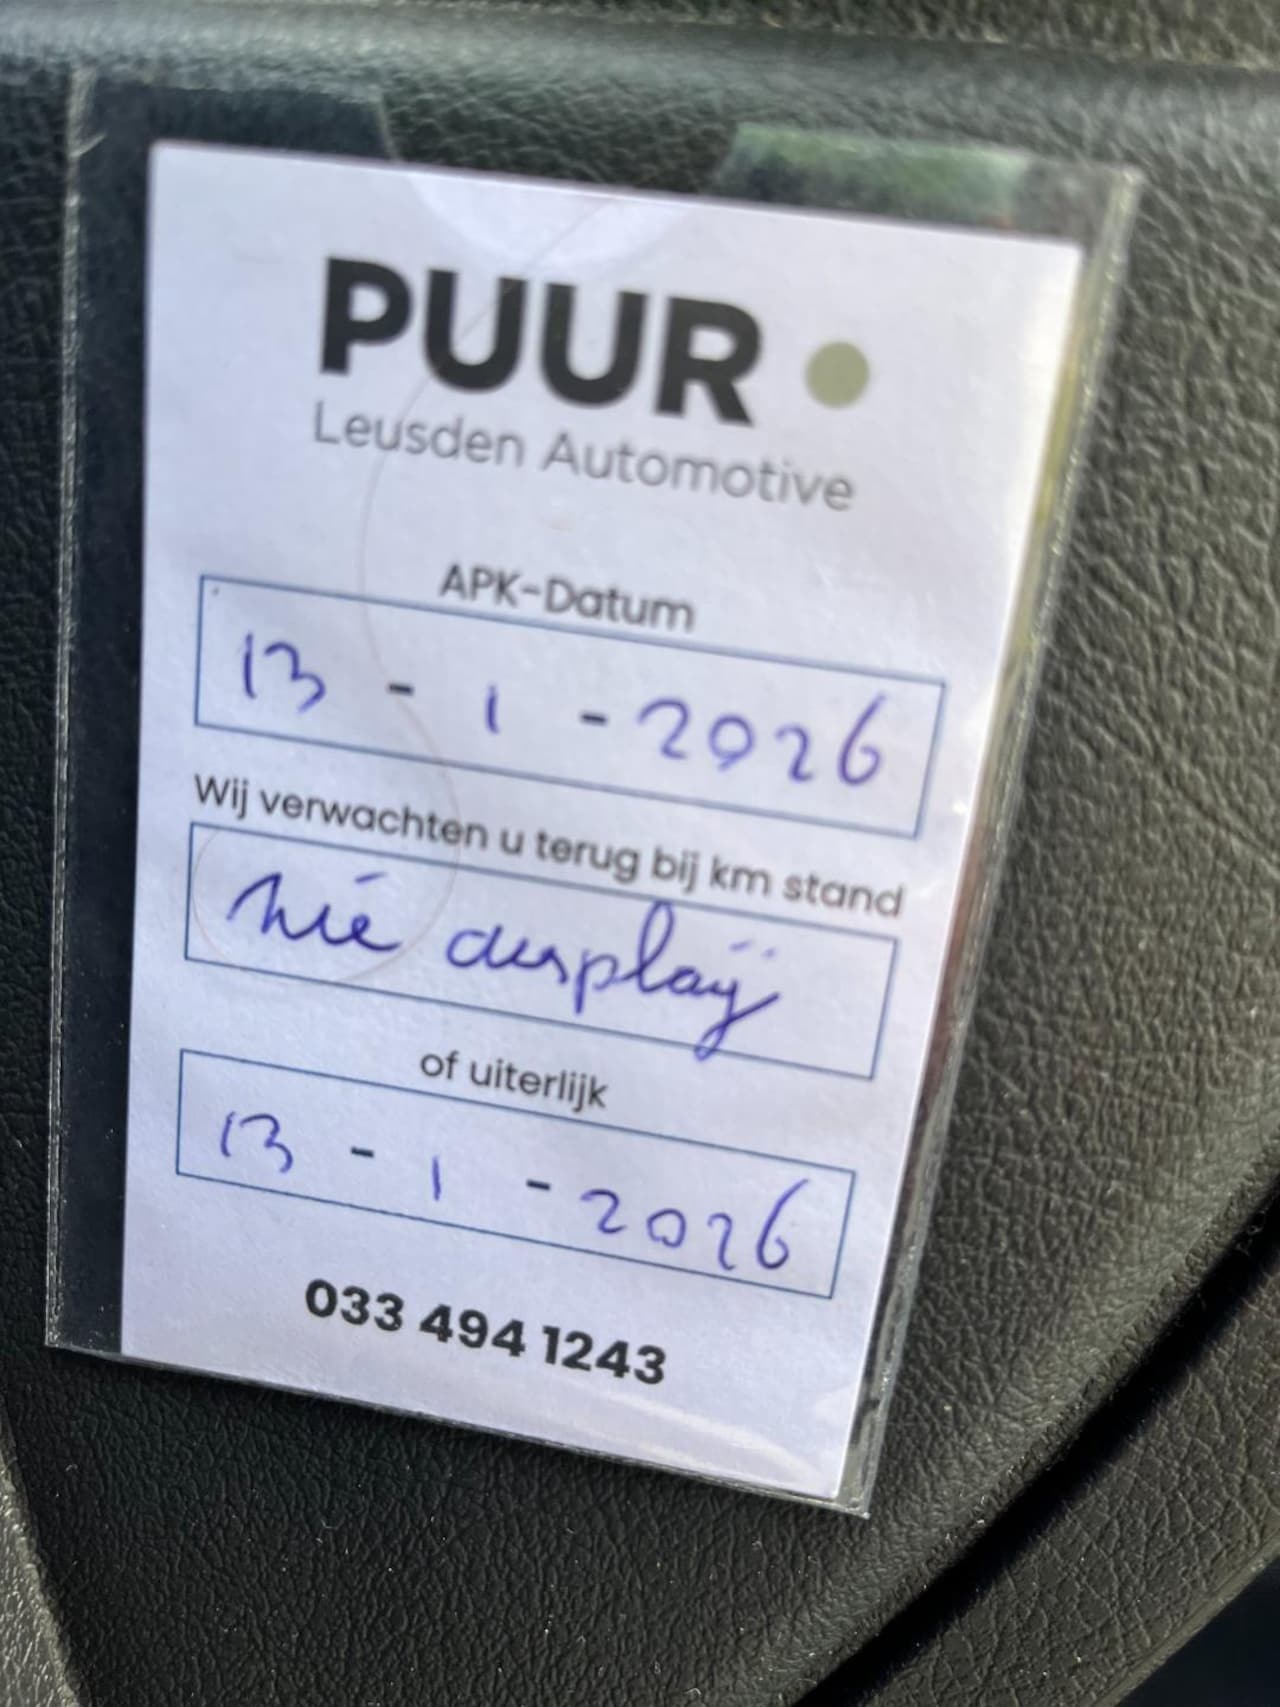 PUUR
Leusden Automotive
APK-Datum
13 - 1 - 2026
Wij verwachten u terug bij km stand
zie display
of uiterlijk
13 - 1 - 2026
033 494 1243